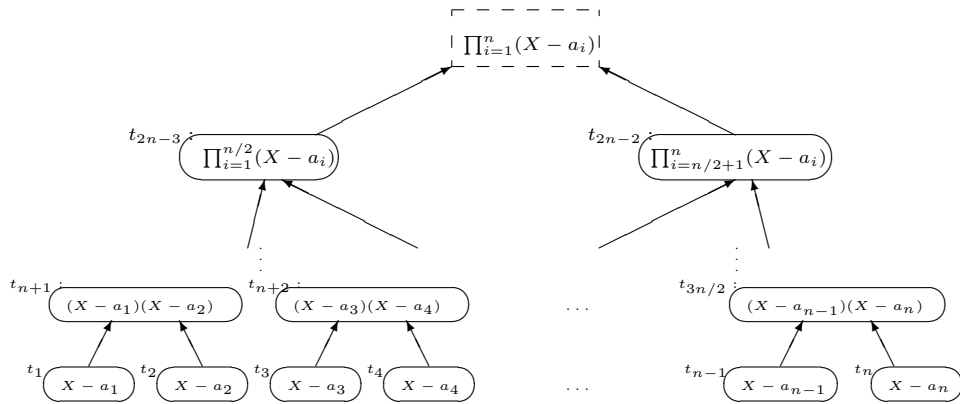 ∏_{i=1}^{n}(X − a_i)
t_{2n−3} :
t_{2n−2} :
∏_{i=1}^{n/2}(X − a_i)
∏_{i=n/2+1}^{n}(X − a_i)
t_{n+1} :
t_{n+2} :
t_{3n/2} :
(X − a_1)(X − a_2)
(X − a_3)(X − a_4)
...
(X − a_{n−1})(X − a_n)
t_1
t_2
t_3
t_4
t_{n−1}
t_n
X − a_1
X − a_2
X − a_3
X − a_4
...
X − a_{n−1}
X − a_n